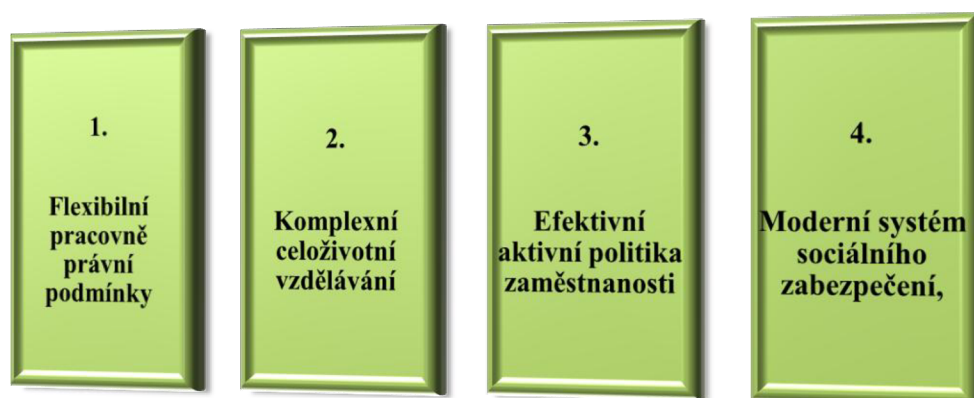 1.
Flexibilní
pracovně
právní
podmínky
2.
Komplexní
celoživotní
vzdělávání
3.
Efektivní
aktivní politika
zaměstnanosti
4.
Moderní systém
sociálního
zabezpečení,